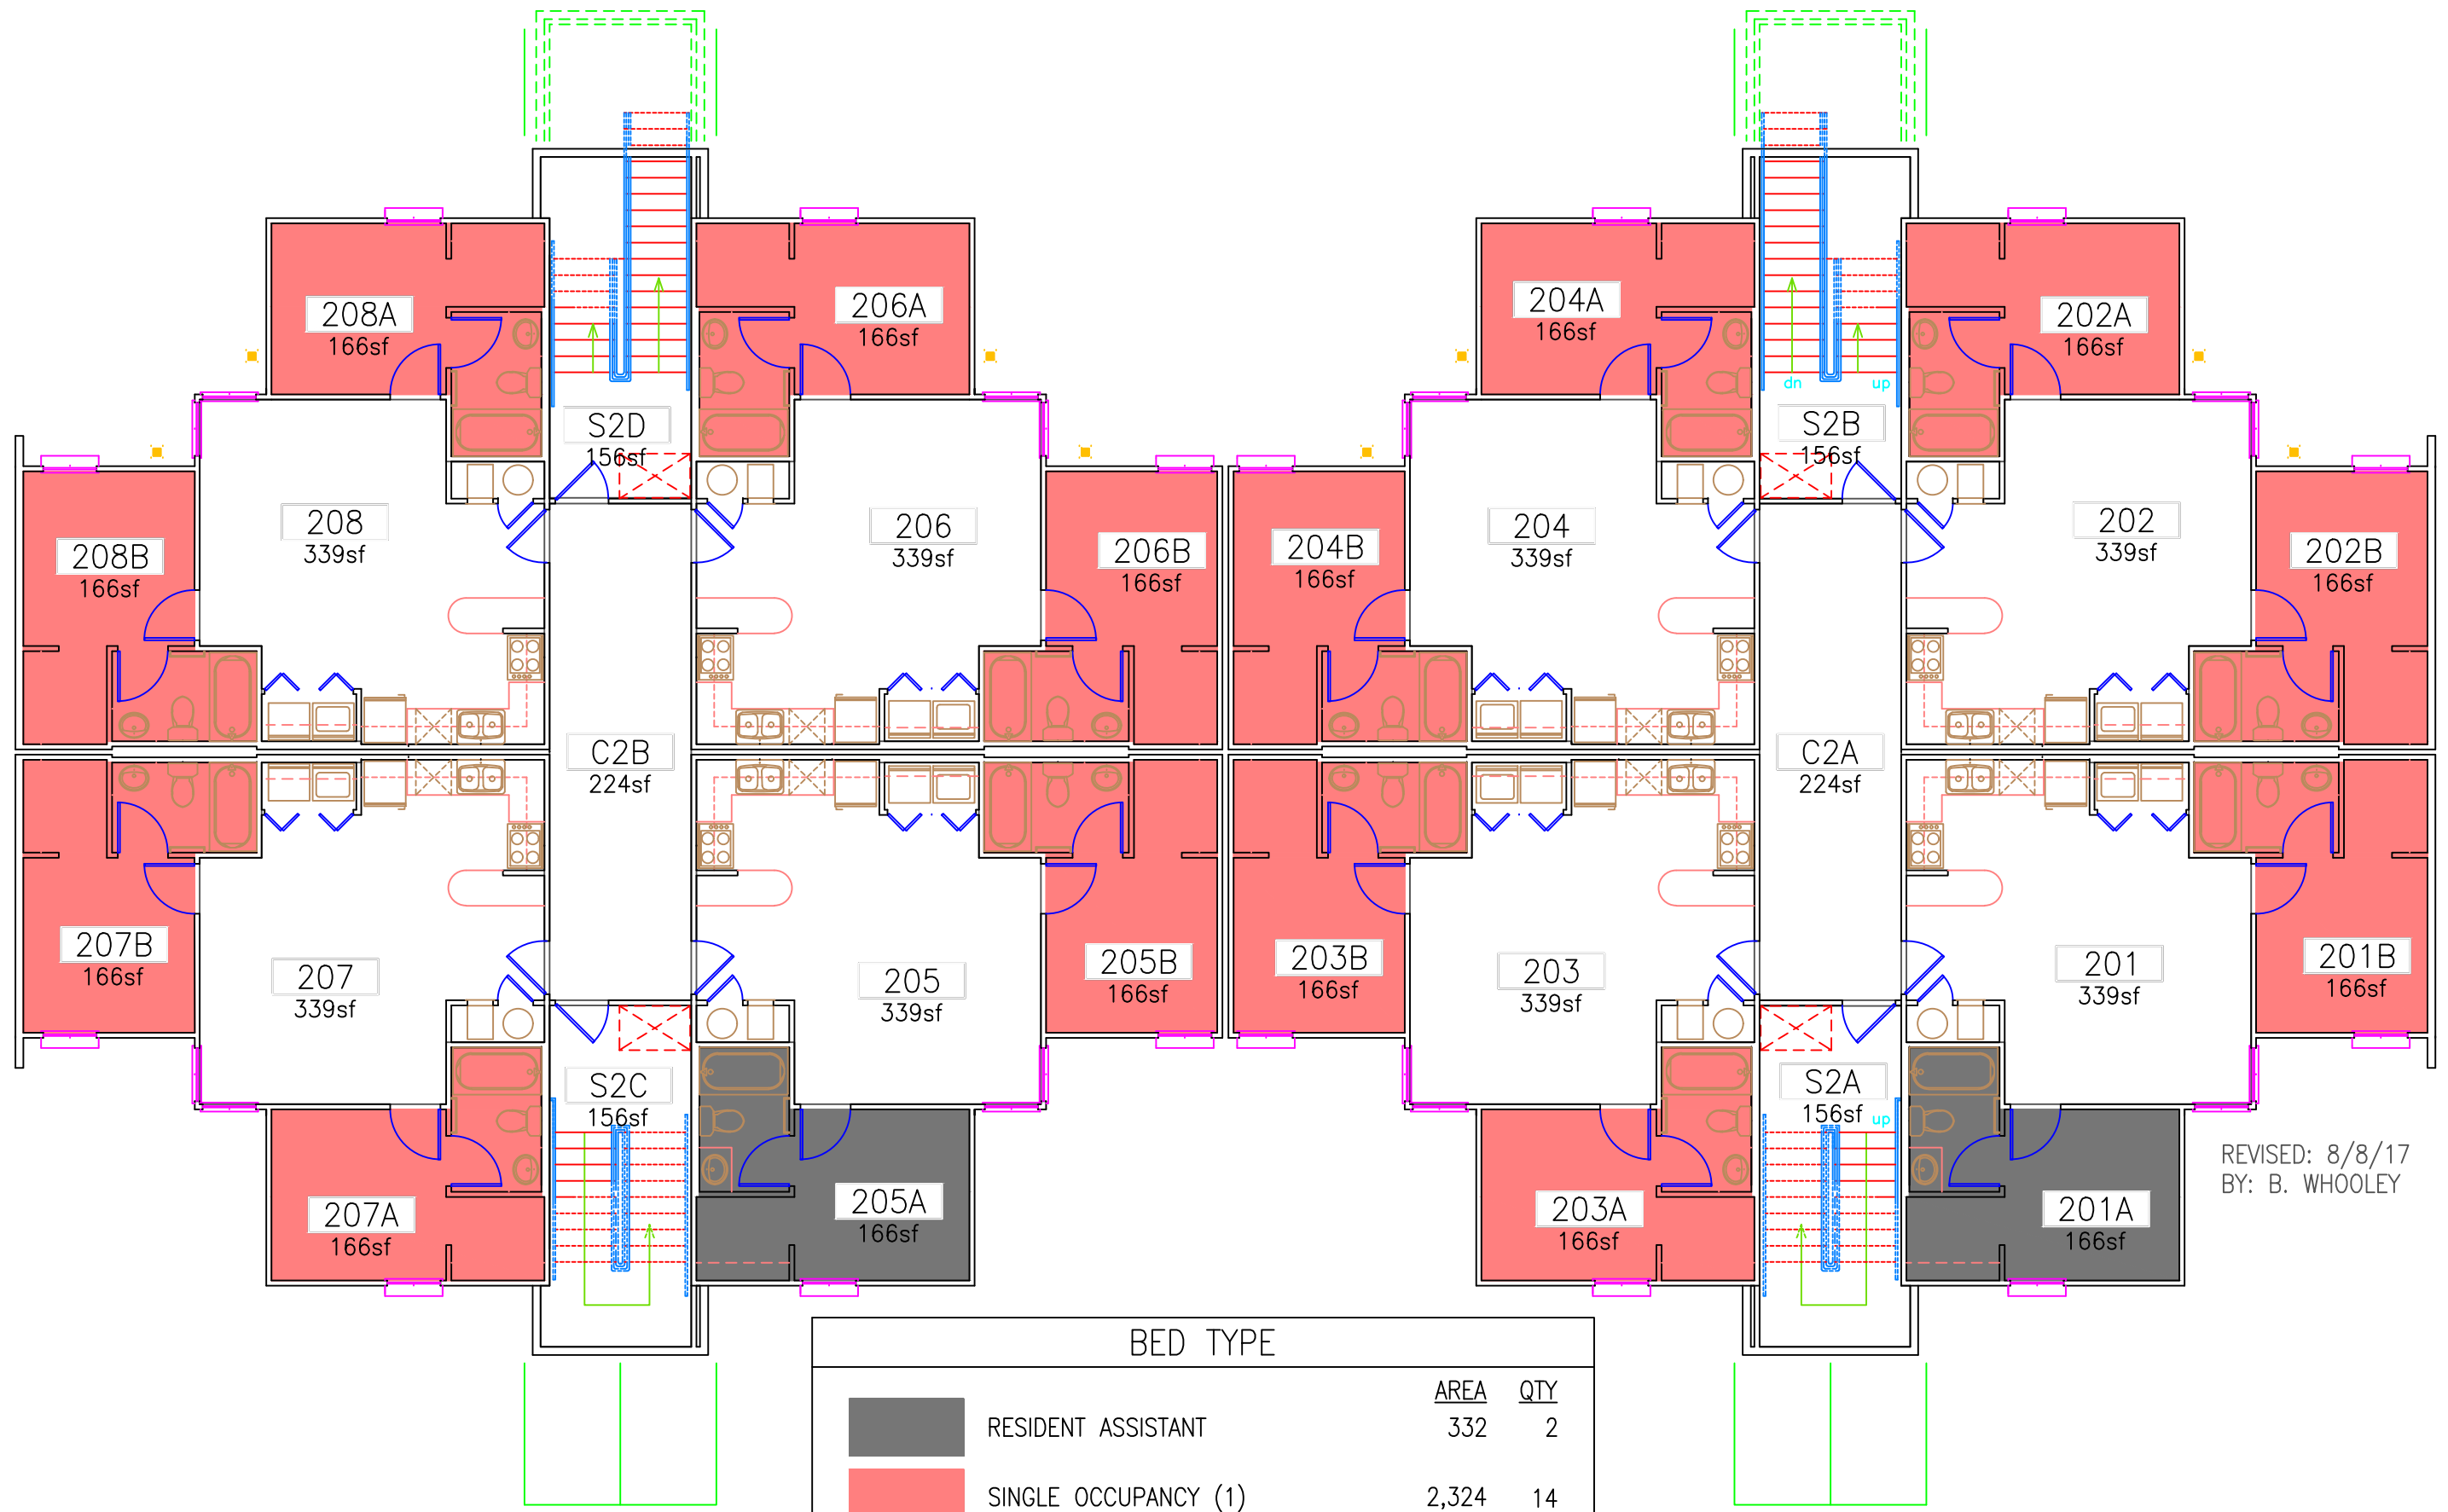 208A
166sf
206A
166sf
204A
166sf
202A
166sf
dn
up
S2D
156sf
S2B
156sf
208
339sf
206
339sf
204
339sf
202
339sf
208B
166sf
206B
166sf
204B
166sf
202B
166sf
C2B
224sf
C2A
224sf
207B
166sf
207
339sf
205
339sf
205B
166sf
203B
166sf
203
339sf
201
339sf
201B
166sf
S2C
156sf
S2A
156sf
up
207A
166sf
205A
166sf
203A
166sf
201A
166sf
REVISED: 8/8/17
BY: B. WHOOLEY
BED TYPE
AREA QTY
RESIDENT ASSISTANT 332 2
SINGLE OCCUPANCY (1) 2,324 14